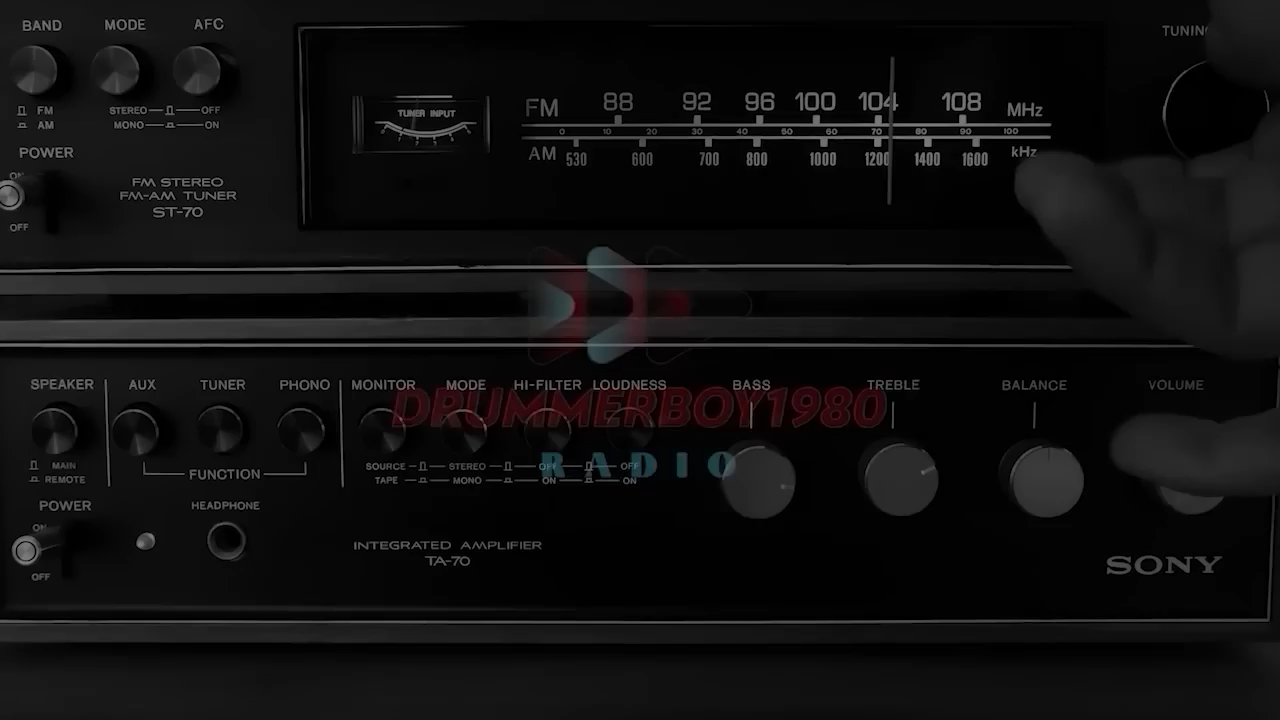 BAND MODE AFC
TUNING
FM STEREO OFF
AM MONO ON
POWER
ON
OFF
FM STEREO
FM-AM TUNER
ST-70
TUNER INPUT
FM 88 92 96 100 104 108 MHz
0 10 20 30 40 50 60 70 80 90 100
AM 530 600 700 800 1000 1200 1400 1600 kHz
SPEAKER AUX TUNER PHONO MONITOR MODE HI-FILTER LOUDNESS BASS TREBLE BALANCE VOLUME
DRUMMERBOY1980
RADIO
MAIN
REMOTE
FUNCTION
SOURCE STEREO OFF OFF
TAPE MONO ON ON
POWER
ON
OFF
HEADPHONE
INTEGRATED AMPLIFIER
TA-70
SONY